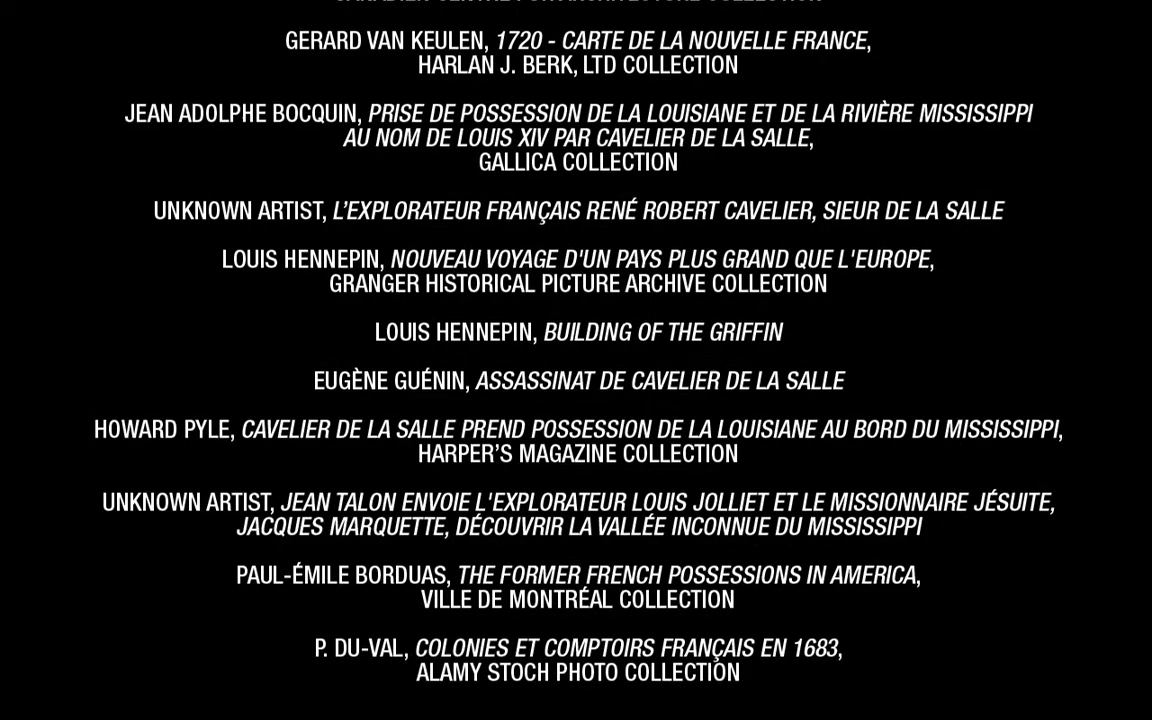 GERARD VAN KEULEN, 1720 - CARTE DE LA NOUVELLE FRANCE,
HARLAN J. BERK, LTD COLLECTION
JEAN ADOLPHE BOCQUIN, PRISE DE POSSESSION DE LA LOUISIANE ET DE LA RIVIÈRE MISSISSIPPI
AU NOM DE LOUIS XIV PAR CAVELIER DE LA SALLE,
GALLICA COLLECTION
UNKNOWN ARTIST, L'EXPLORATEUR FRANÇAIS RENÉ ROBERT CAVELIER, SIEUR DE LA SALLE
LOUIS HENNEPIN, NOUVEAU VOYAGE D'UN PAYS PLUS GRAND QUE L'EUROPE,
GRANGER HISTORICAL PICTURE ARCHIVE COLLECTION
LOUIS HENNEPIN, BUILDING OF THE GRIFFIN
EUGÈNE GUÉNIN, ASSASSINAT DE CAVELIER DE LA SALLE
HOWARD PYLE, CAVELIER DE LA SALLE PREND POSSESSION DE LA LOUISIANE AU BORD DU MISSISSIPPI,
HARPER’S MAGAZINE COLLECTION
UNKNOWN ARTIST, JEAN TALON ENVOIE L'EXPLORATEUR LOUIS JOLLIET ET LE MISSIONNAIRE JÉSUITE,
JACQUES MARQUETTE, DÉCOUVRIR LA VALLÉE INCONNUE DU MISSISSIPPI
PAUL-ÉMILE BORDUAS, THE FORMER FRENCH POSSESSIONS IN AMERICA,
VILLE DE MONTRÉAL COLLECTION
P. DU-VAL, COLONIES ET COMPTOIRS FRANÇAIS EN 1683,
ALAMY STOCH PHOTO COLLECTION